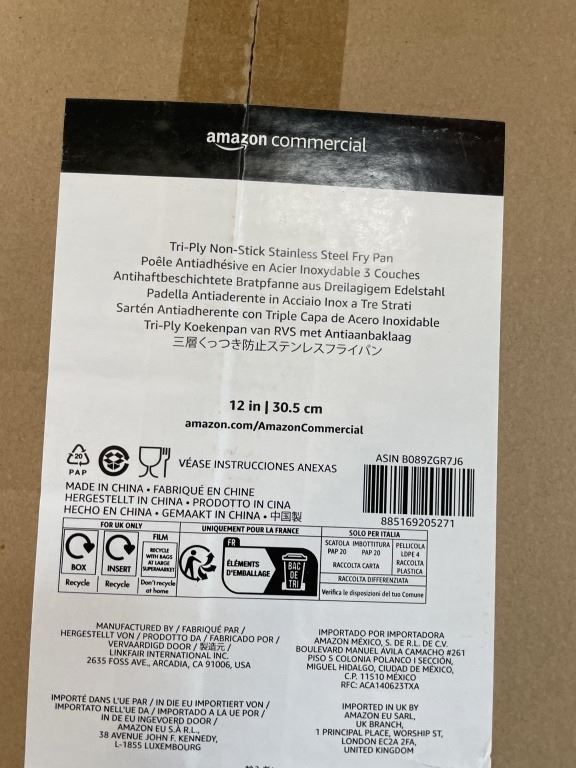 amazon commercial
Tri-Ply Non-Stick Stainless Steel Fry Pan
Poêle Antiadhésive en Acier Inoxydable 3 Couches
Antihaftbeschichtete Bratpfanne aus Dreilagigem Edelstahl
Padella Antiaderente in Acciaio Inox a Tre Strati
Sartén Antiadherente con Triple Capa de Acero Inoxidable
Tri-Ply Koekenpan van RVS met Antiaanbaklaag
三層くっつき防止ステンレスフライパン
12 in | 30.5 cm
amazon.com/AmazonCommercial
20
PAP
VÉASE INSTRUCCIONES ANEXAS
ASIN B089ZGR7J6
885169205271
MADE IN CHINA • FABRIQUÉ EN CHINE
HERGESTELLT IN CHINA • PRODOTTO IN CINA
HECHO EN CHINA • GEMAAKT IN CHINA • 中国製
FOR UK ONLY
BOX
Recycle
INSERT
Recycle
FILM
RECYCLE
WITH BAGS
AT LARGE
SUPERMARKET
Don't recycle
at home
UNIQUEMENT POUR LA FRANCE
FR
ÉLÉMENTS
D'EMBALLAGE
BAC
DE
TRI
SOLO PER ITALIA
SCATOLA IMBOTTITURA
PAP 20 PAP 20
RACCOLTA CARTA
PELLICOLA
LDPE 4
RACCOLTA
PLASTICA
RACCOLTA DIFFERENZIATA
Verifica le disposizioni del tuo Comune
MANUFACTURED BY / FABRIQUÉ PAR /
HERGESTELLT VON / PRODOTTO DA / FABRICADO POR /
VERVAARDIGD DOOR / 製造元 /
LINKFAIR INTERNATIONAL INC.
2635 FOSS AVE., ARCADIA, CA 91006, USA
IMPORTADO POR IMPORTADORA
AMAZON MÉXICO, S. DE R.L. DE C.V.
BOULEVARD MANUEL ÁVILA CAMACHO #261
PISO 5 COLONIA POLANCO I SECCIÓN,
MIGUEL HIDALGO, CIUDAD DE MÉXICO,
C.P. 11510 MÉXICO
RFC: ACA140623TXA
IMPORTÉ DANS L'UE PAR / IN DIE EU IMPORTIERT VON /
IMPORTATO NELL'UE DA / IMPORTADO A LA UE POR /
IN DE EU INGEVOERD DOOR /
AMAZON EU S.À R.L.,
38 AVENUE JOHN F. KENNEDY,
L-1855 LUXEMBOURG
IMPORTED IN UK BY
AMAZON EU SARL,
UK BRANCH,
1 PRINCIPAL PLACE, WORSHIP ST,
LONDON EC2A 2FA,
UNITED KINGDOM